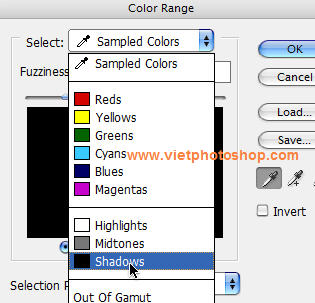 Color Range
Select: Sampled Colors
OK
Sampled Colors
Fuzziness
Cancel
Reds
Load...
Yellows
Greens
Save...
Cyans
www.vietphotoshop.com
Blues
Magentas
Invert
Highlights
Midtones
Shadows
Selection
Out Of Gamut